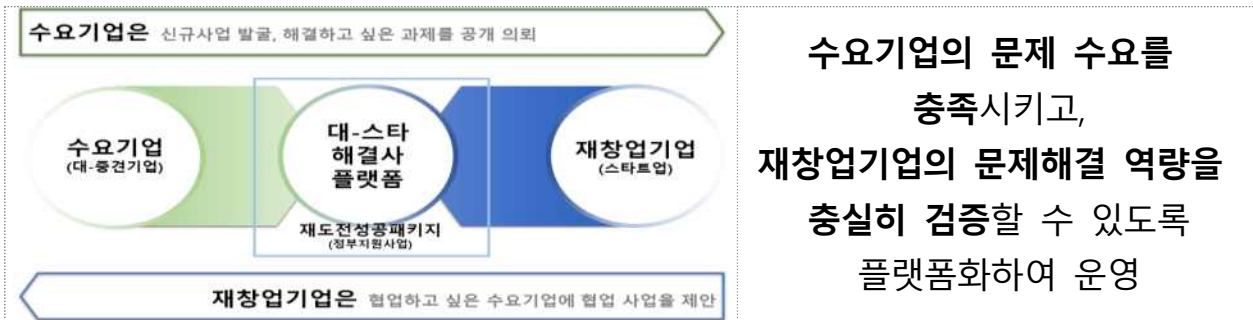 수요기업은 신규사업 발굴, 해결하고 싶은 과제를 공개 의뢰
수요기업
(대-중견기업)
대-스타
해결사
플랫폼
재도전성공패키지
(정부지원사업)
재창업기업
(스타트업)
재창업기업은 협업하고 싶은 수요기업에 협업 사업을 제안
수요기업의 문제 수요를
충족시키고,
재창업기업의 문제해결 역량을
충실히 검증할 수 있도록
플랫폼화하여 운영